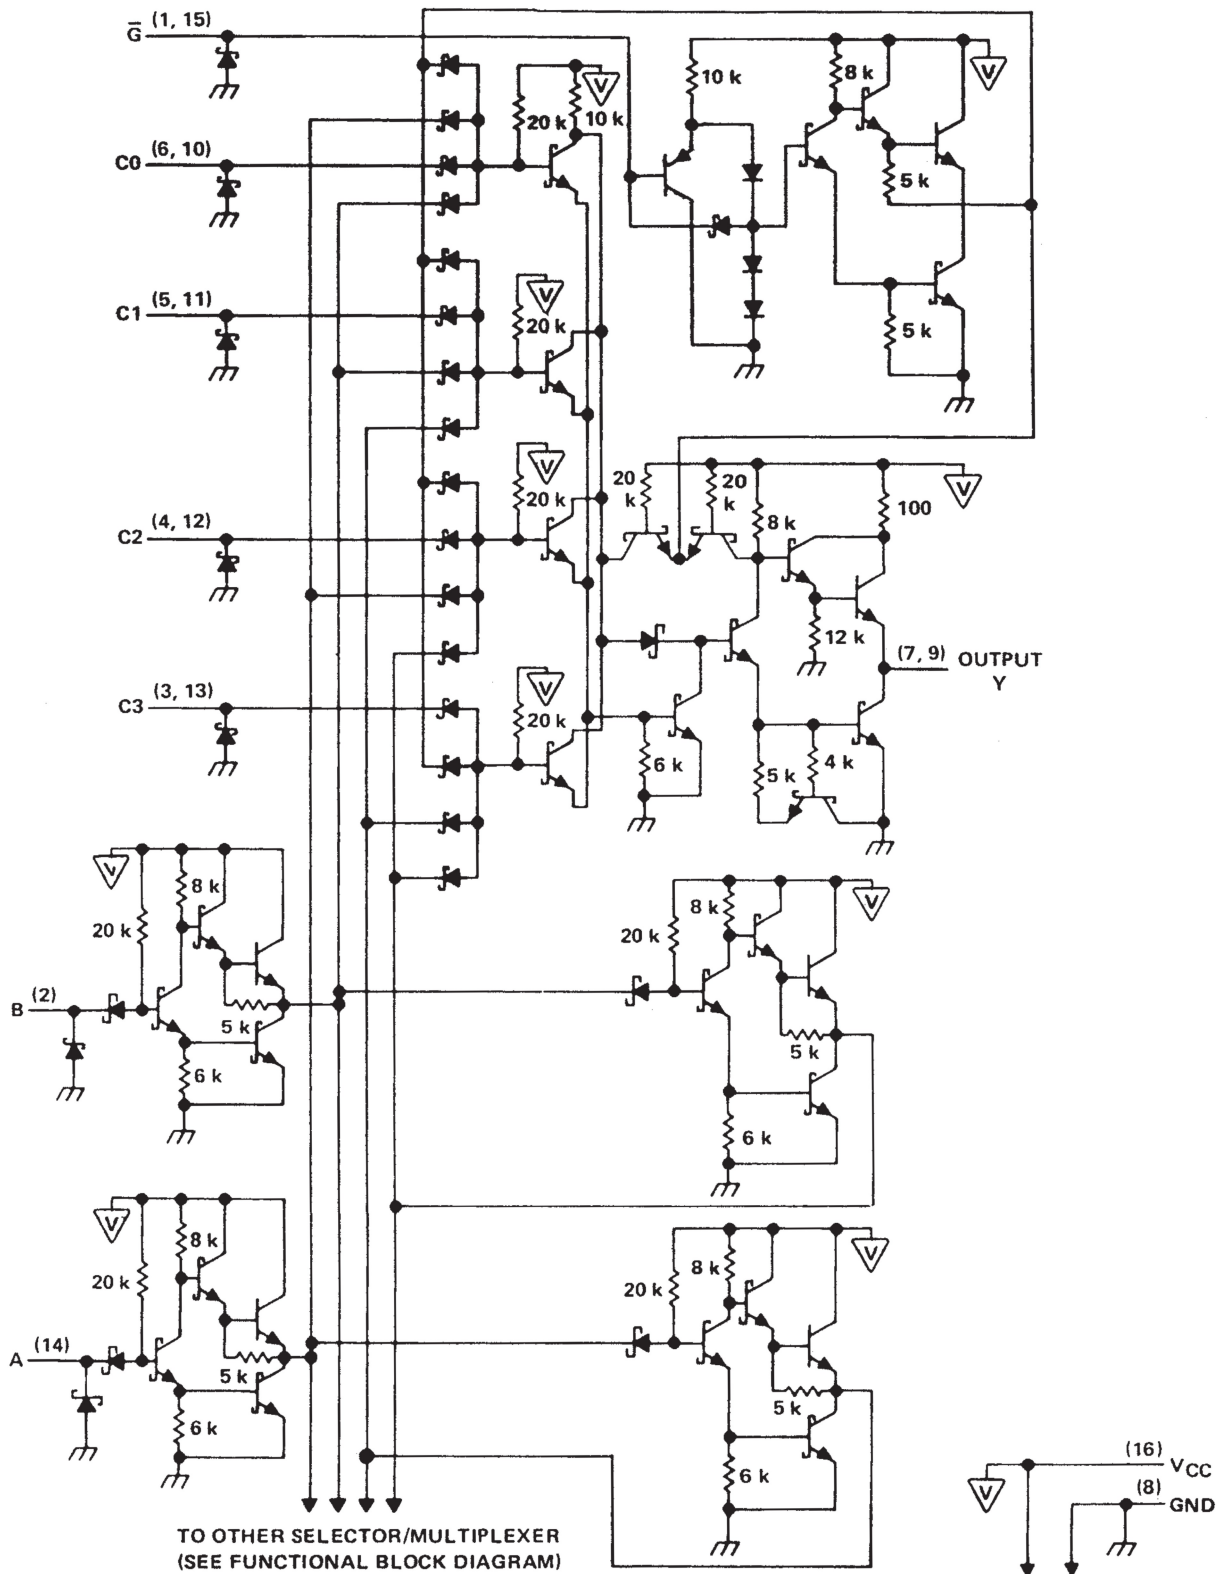 G̅ (1, 15)
10 k
8 k
V
V
20 k
10 k
C0 (6, 10)
5 k
V
C1 (5, 11)
20 k
5 k
V
20 k
20 k
20 k
8 k
V
100
C2 (4, 12)
12 k
(7, 9) OUTPUT Y
V
C3 (3, 13)
20 k
6 k
5 k
4 k
V
8 k
20 k
V
8 k
20 k
B (2)
5 k
5 k
6 k
6 k
V
8 k
20 k
V
8 k
20 k
A (14)
5 k
5 k
6 k
6 k
(16) VCC
V
(8) GND
TO OTHER SELECTOR/MULTIPLEXER
(SEE FUNCTIONAL BLOCK DIAGRAM)